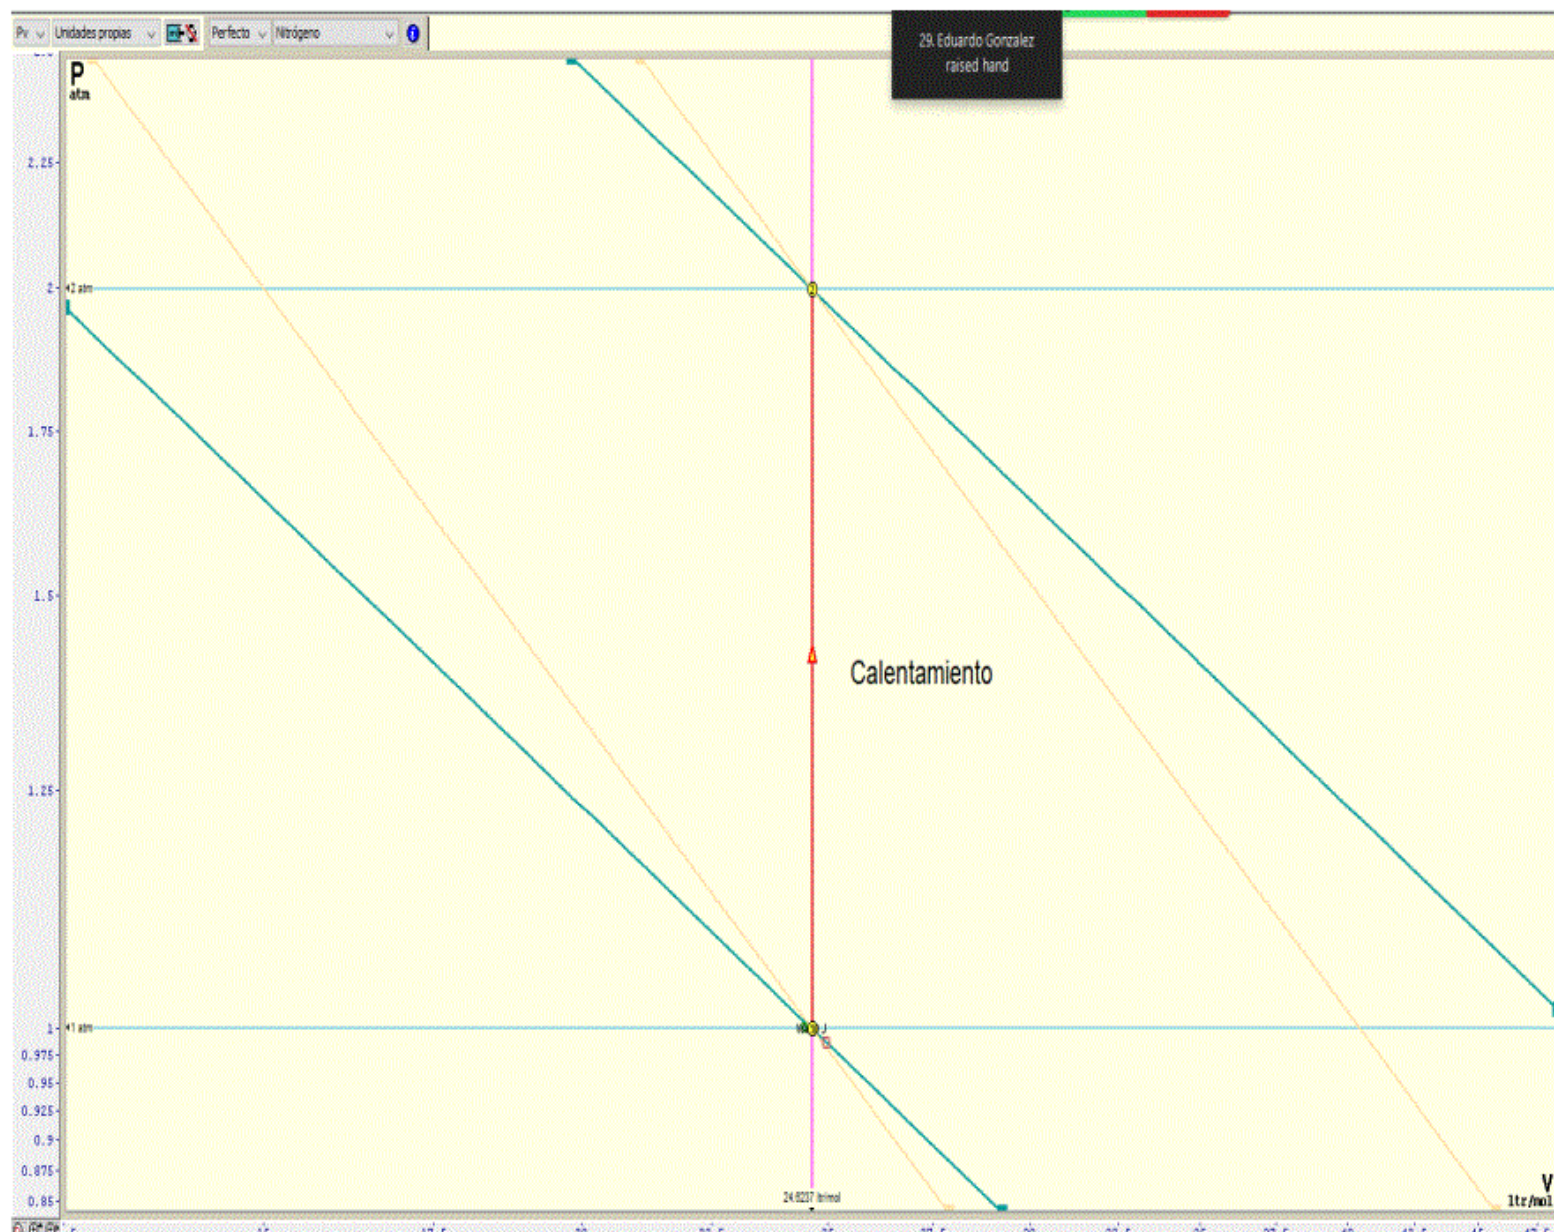 Pv Unidades propias Perfecto Nitrógeno
29. Eduardo Gonzalez
raised hand
P
atm
2.25
2 2 atm
1.75
1.5
Calentamiento
1.25
1 1 atm
0.975
0.95
0.925
0.9
0.875
0.85
24.6237 ltr/mol
V
ltr/mol